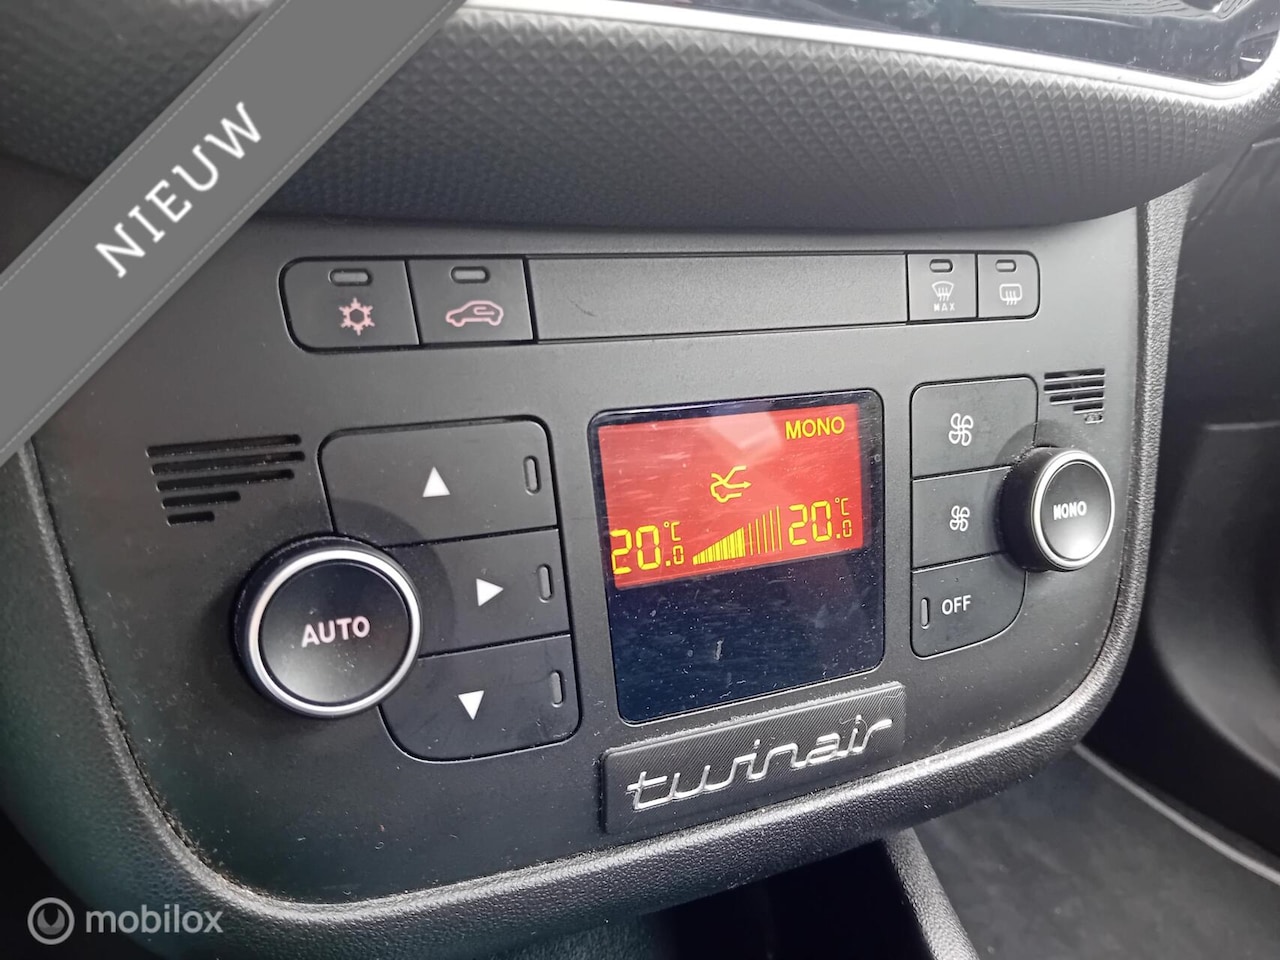 NIEUW
MAX
MONO
20.0°C
20.0°C
MONO
AUTO
OFF
twinair
mobilox